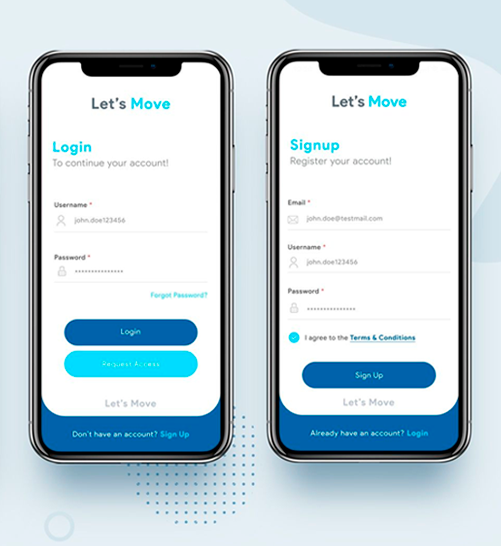 Let's Move
Login
To continue your account!
Username *
john.doe123456
Password *
Forgot Password?
Login
Request Access
Let's Move
Don't have an account? Sign Up
Let's Move
Signup
Register your account!
Email *
john.doe@testmail.com
Username *
john.doe123456
Password *
I agree to the Terms & Conditions
Sign Up
Let's Move
Already have an account? Login